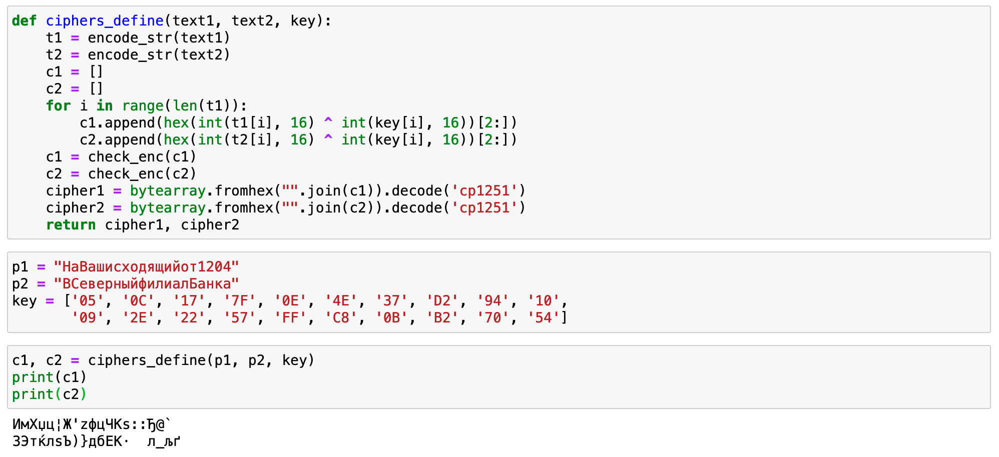 def ciphers_define(text1, text2, key):
    t1 = encode_str(text1)
    t2 = encode_str(text2)
    c1 = []
    c2 = []
    for i in range(len(t1)):
        c1.append(hex(int(t1[i], 16) ^ int(key[i], 16))[2:])
        c2.append(hex(int(t2[i], 16) ^ int(key[i], 16))[2:])
    c1 = check_enc(c1)
    c2 = check_enc(c2)
    cipher1 = bytearray.fromhex("".join(c1)).decode('cp1251')
    cipher2 = bytearray.fromhex("".join(c2)).decode('cp1251')
    return cipher1, cipher2
p1 = "НаВашисходящийот1204"
p2 = "ВСеверныйфилиалБанка"
key = ['05', '0C', '17', '7F', '0E', '4E', '37', 'D2', '94', '10',
       '09', '2E', '22', '57', 'FF', 'C8', '0B', 'B2', '70', '54']
c1, c2 = ciphers_define(p1, p2, key)
print(c1)
print(c2)
ИмХџц¦Ж'zфцЧКs::Ђ@`
ЗЭтќлsЪ)}дбЕК·  л_љґ